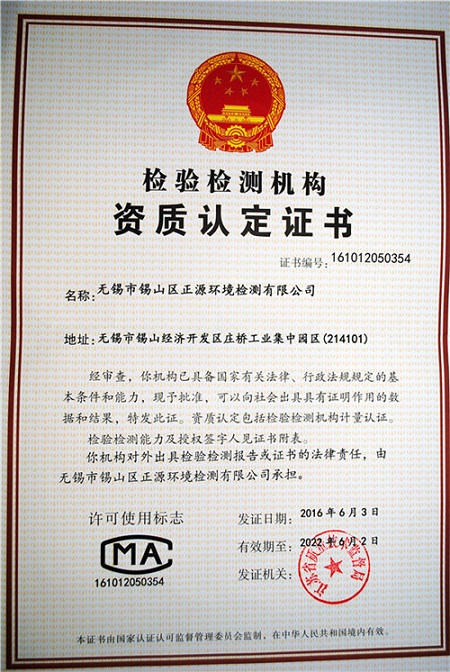 检验检测机构
资质认定证书
证书编号:161012050354
名称:无锡市锡山区正源环境检测有限公司
地址:无锡市锡山经济开发区庄桥工业集中园区(214101)
经审查，你机构已具备国家有关法律、行政法规规定的基
本条件和能力，现予批准，可以向社会出具具有证明作用的数
据和结果，特发此证。资质认定包括检验检测机构计量认证。
检验检测能力及授权签字人见证书附表。
你机构对外出具检验检测报告或证书的法律责任，由
无锡市锡山区正源环境检测有限公司承担。
许可使用标志
CMA
161012050354
发证日期:2016年6月3日
有效期至:2022年6月2日
发证机关:
江苏省质量技术监督局
本证书由国家认证认可监督管理委员会监制，在中华人民共和国境内有效。